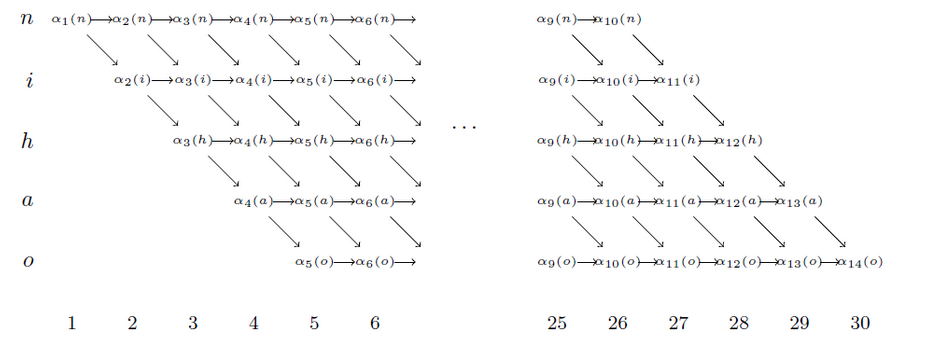 n α₁(n) α₂(n) α₃(n) α₄(n) α₅(n) α₆(n) α₉(n) α₁₀(n)
i α₂(i) α₃(i) α₄(i) α₅(i) α₆(i) α₉(i) α₁₀(i) α₁₁(i)
...
h α₃(h) α₄(h) α₅(h) α₆(h) α₉(h) α₁₀(h) α₁₁(h) α₁₂(h)
a α₄(a) α₅(a) α₆(a) α₉(a) α₁₀(a) α₁₁(a) α₁₂(a) α₁₃(a)
o α₅(o) α₆(o) α₉(o) α₁₀(o) α₁₁(o) α₁₂(o) α₁₃(o) α₁₄(o)
1 2 3 4 5 6 25 26 27 28 29 30